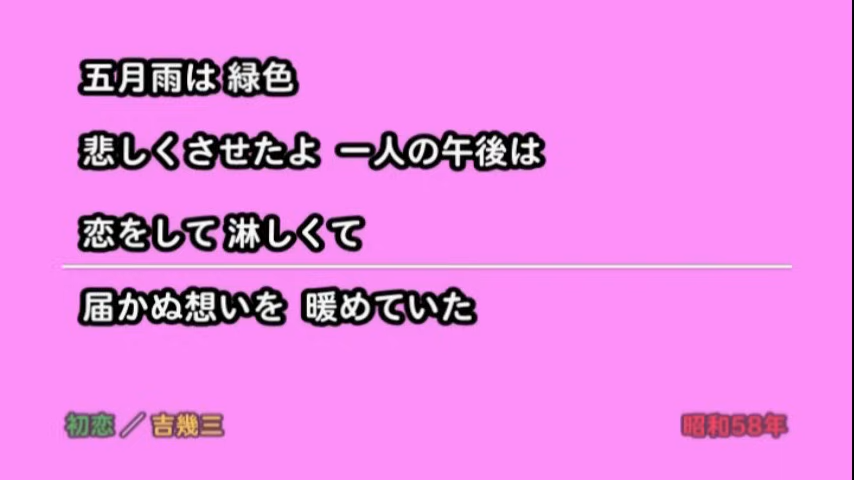 五月雨は 緑色
悲しくさせたよ 一人の午後は
恋をして 淋しくて
届かぬ想いを 暖めていた
初恋 ／ 吉幾三 昭和58年